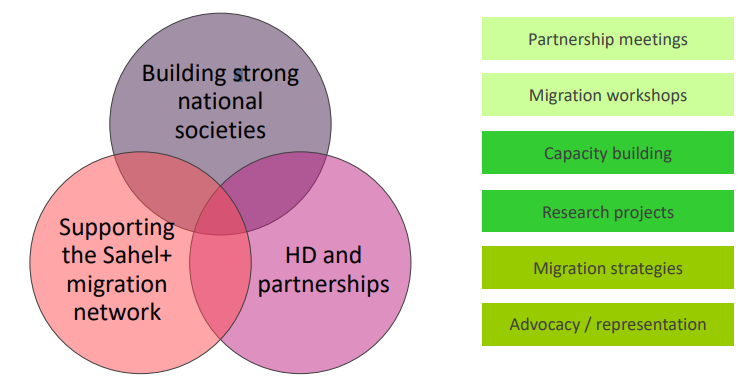 Building strong
national
societies
Supporting
the Sahel+
migration
network
HD and
partnerships
Partnership meetings
Migration workshops
Capacity building
Research projects
Migration strategies
Advocacy / representation